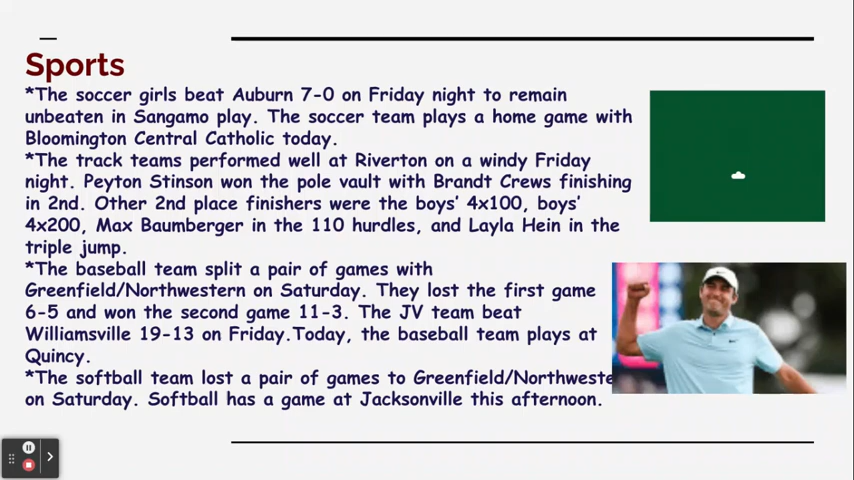 Sports
*The soccer girls beat Auburn 7-0 on Friday night to remain
unbeaten in Sangamo play. The soccer team plays a home game with
Bloomington Central Catholic today.
*The track teams performed well at Riverton on a windy Friday
night. Peyton Stinson won the pole vault with Brandt Crews finishing
in 2nd. Other 2nd place finishers were the boys’ 4x100, boys’
4x200, Max Baumberger in the 110 hurdles, and Layla Hein in the
triple jump.
*The baseball team split a pair of games with
Greenfield/Northwestern on Saturday. They lost the first game
6-5 and won the second game 11-3. The JV team beat
Williamsville 19-13 on Friday.Today, the baseball team plays at
Quincy.
*The softball team lost a pair of games to Greenfield/Northweste
on Saturday. Softball has a game at Jacksonville this afternoon.